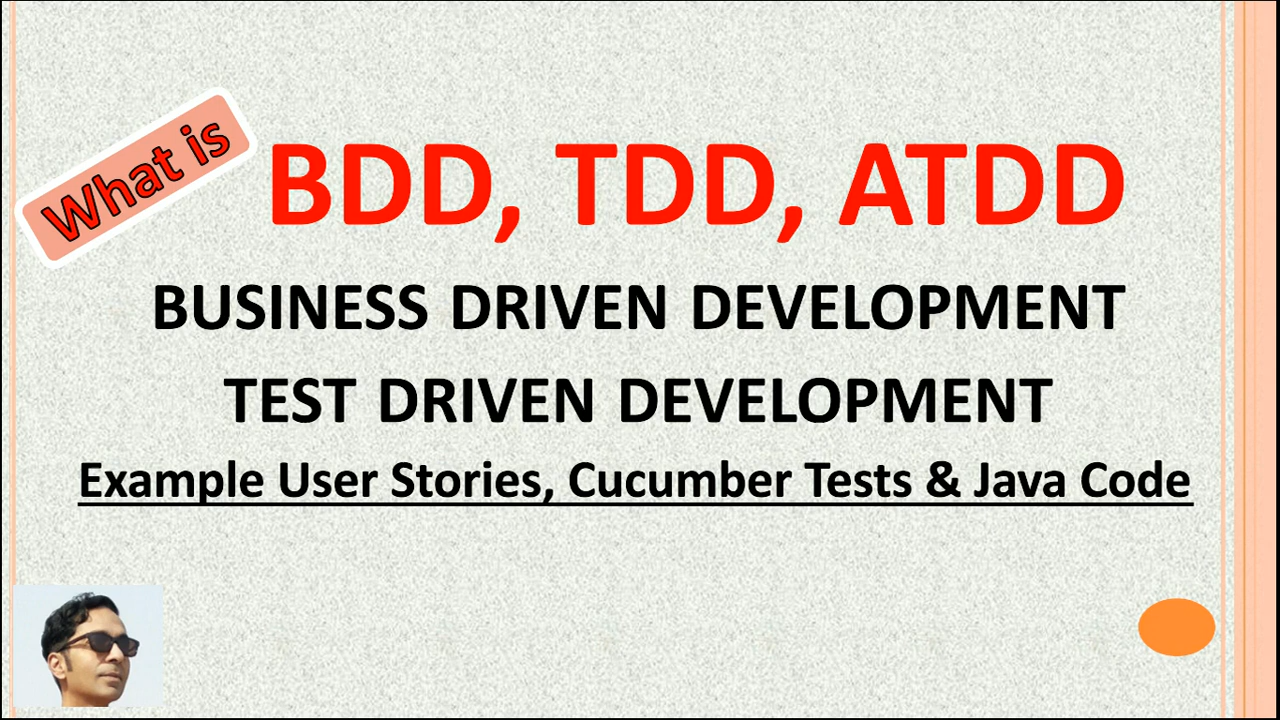 What is
BDD, TDD, ATDD
BUSINESS DRIVEN DEVELOPMENT
TEST DRIVEN DEVELOPMENT
Example User Stories, Cucumber Tests & Java Code